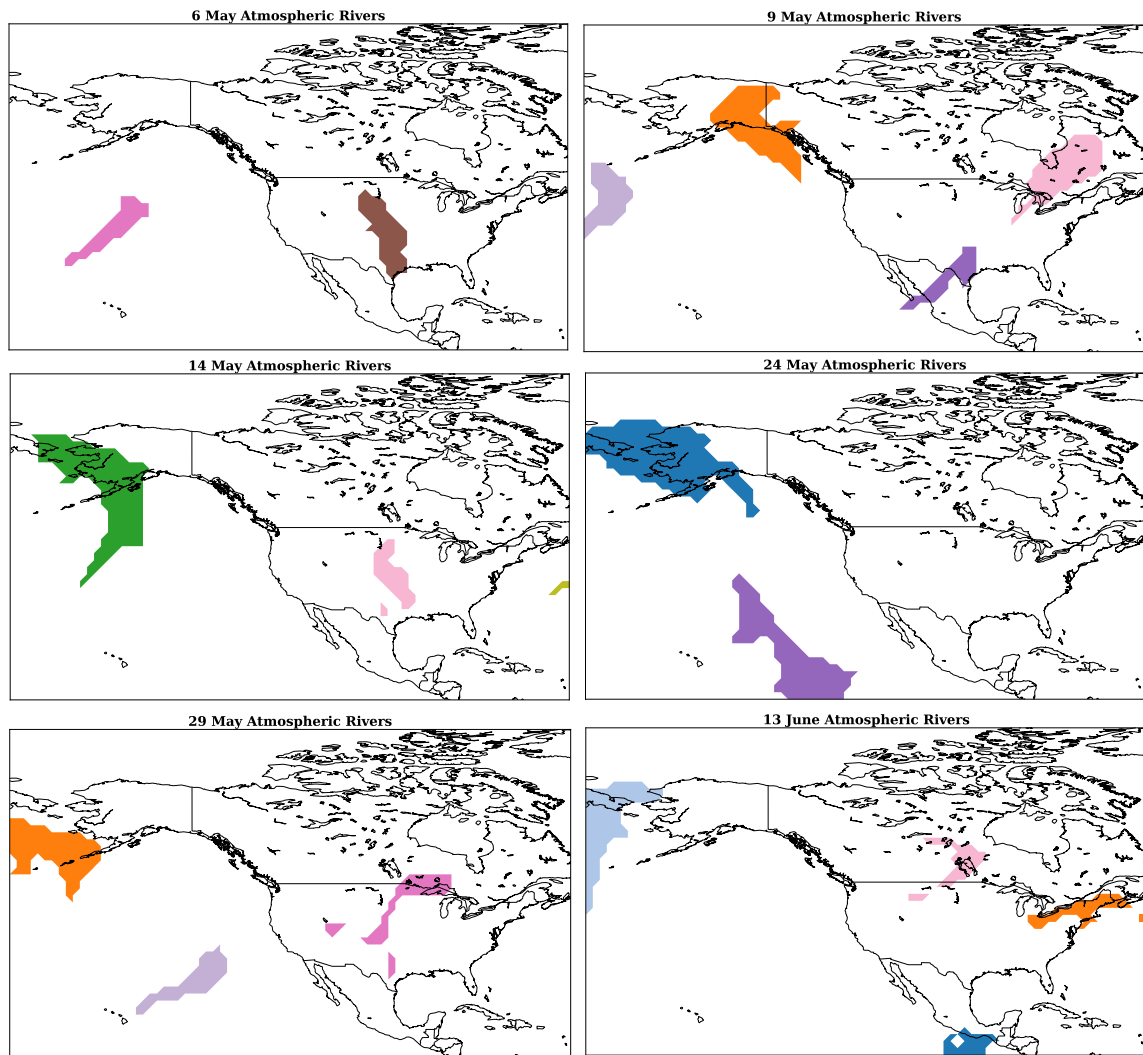 6 May Atmospheric Rivers
9 May Atmospheric Rivers
14 May Atmospheric Rivers
24 May Atmospheric Rivers
29 May Atmospheric Rivers
13 June Atmospheric Rivers